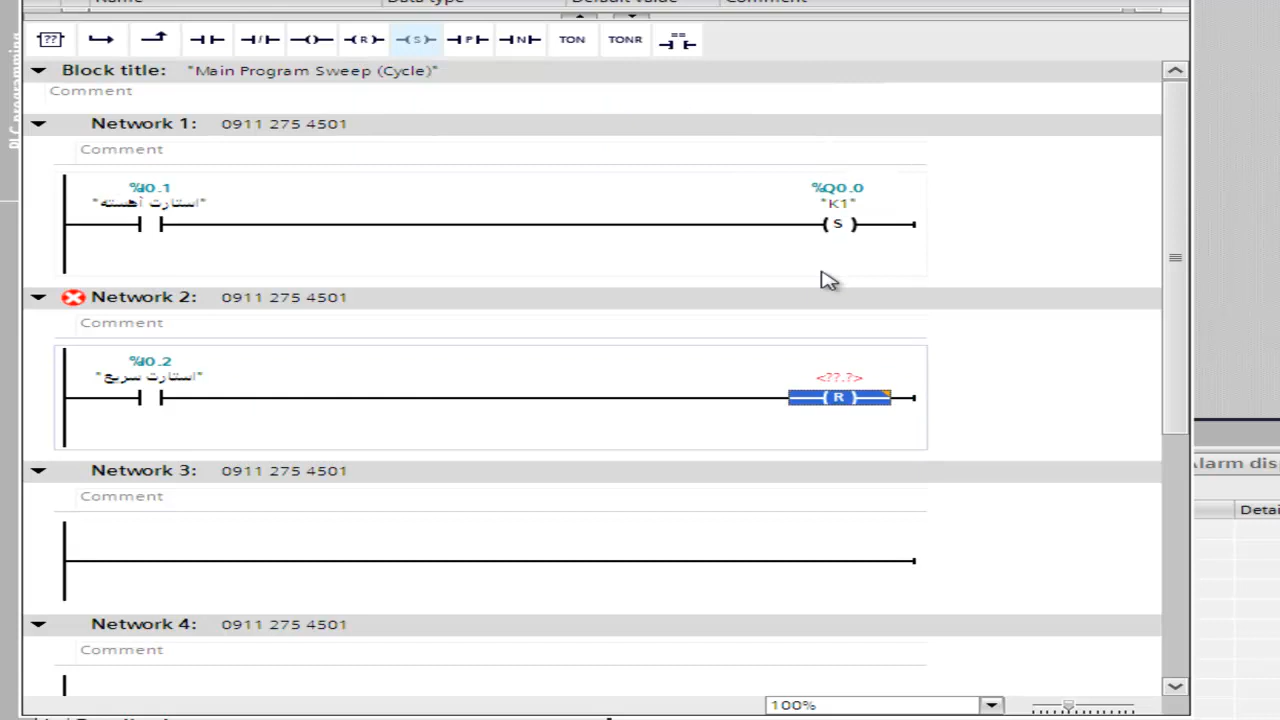 Name Data type Default value Comment
?? R S P N TON TONR ==
Block title: "Main Program Sweep (Cycle)"
Comment
Network 1: 0911 275 4501
Comment
%I0.1 %Q0.0
"استارت آهسته" "K1"
S
Network 2: 0911 275 4501
Comment
%I0.2
"استارت سریع" <??.?>
R
Network 3: 0911 275 4501
Comment
Network 4: 0911 275 4501
Comment
100%
PLC programming
Alarm dis
Detai